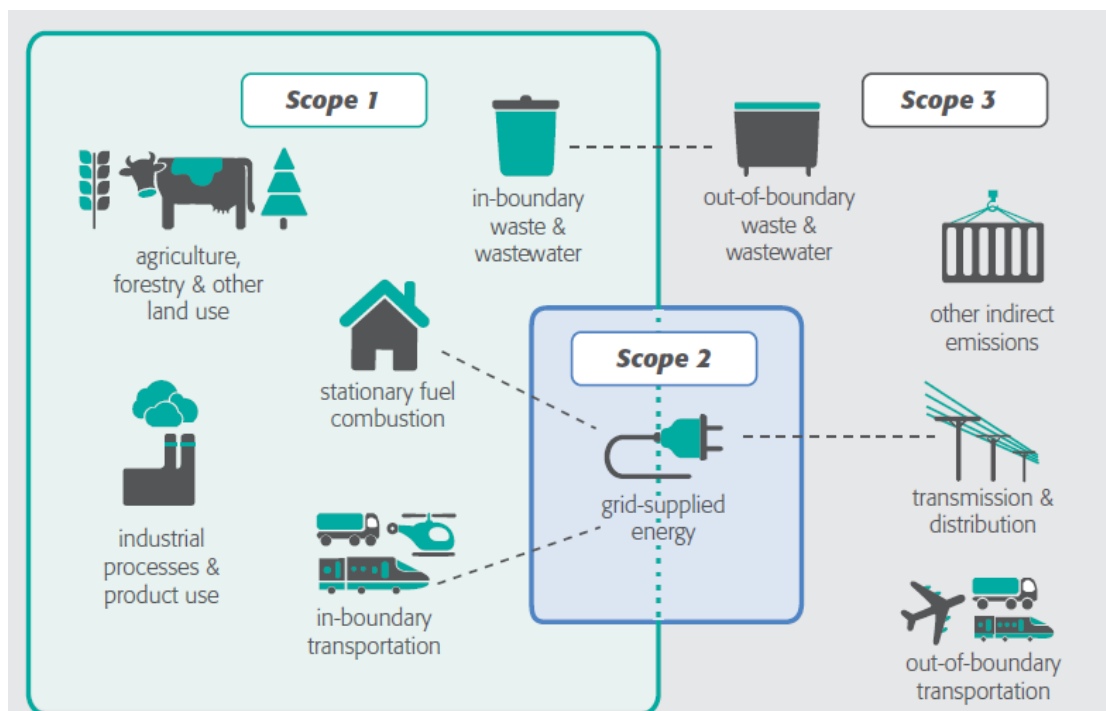 Scope 1
Scope 3
in-boundary
waste &
wastewater
out-of-boundary
waste &
wastewater
agriculture,
forestry & other
land use
other indirect
emissions
Scope 2
stationary fuel
combustion
grid-supplied
energy
transmission &
distribution
industrial
processes &
product use
in-boundary
transportation
out-of-boundary
transportation